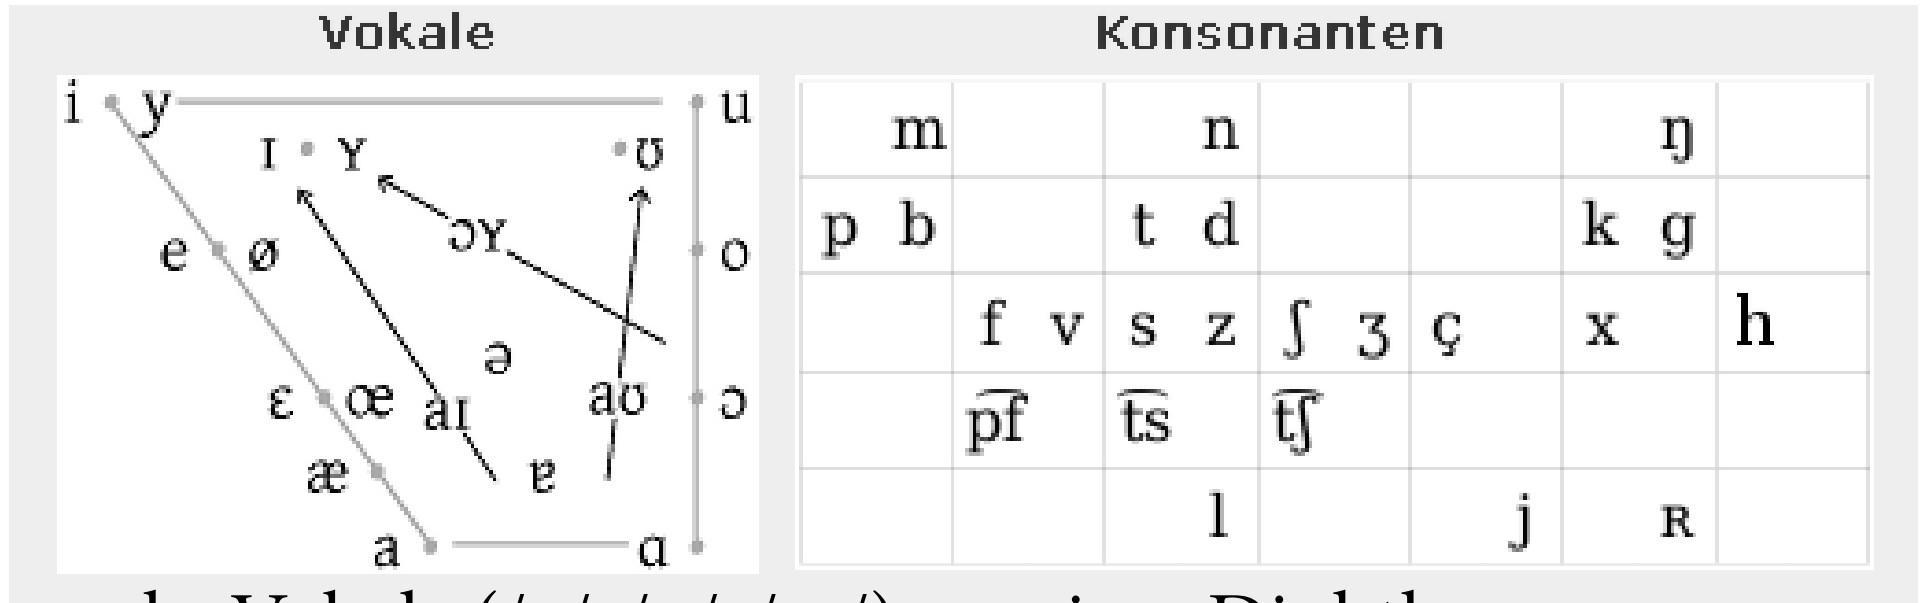 Vokale Konsonanten
i y u
ɪ ʏ ʊ
ɔʏ
e ø o
ə
ɛ œ aɪ aʊ ɔ
æ ɐ
a ɑ
m n ŋ
p b t d k g
f v s z ʃ ʒ ç x h
p͡f t͡s t͡ʃ
l j ʀ